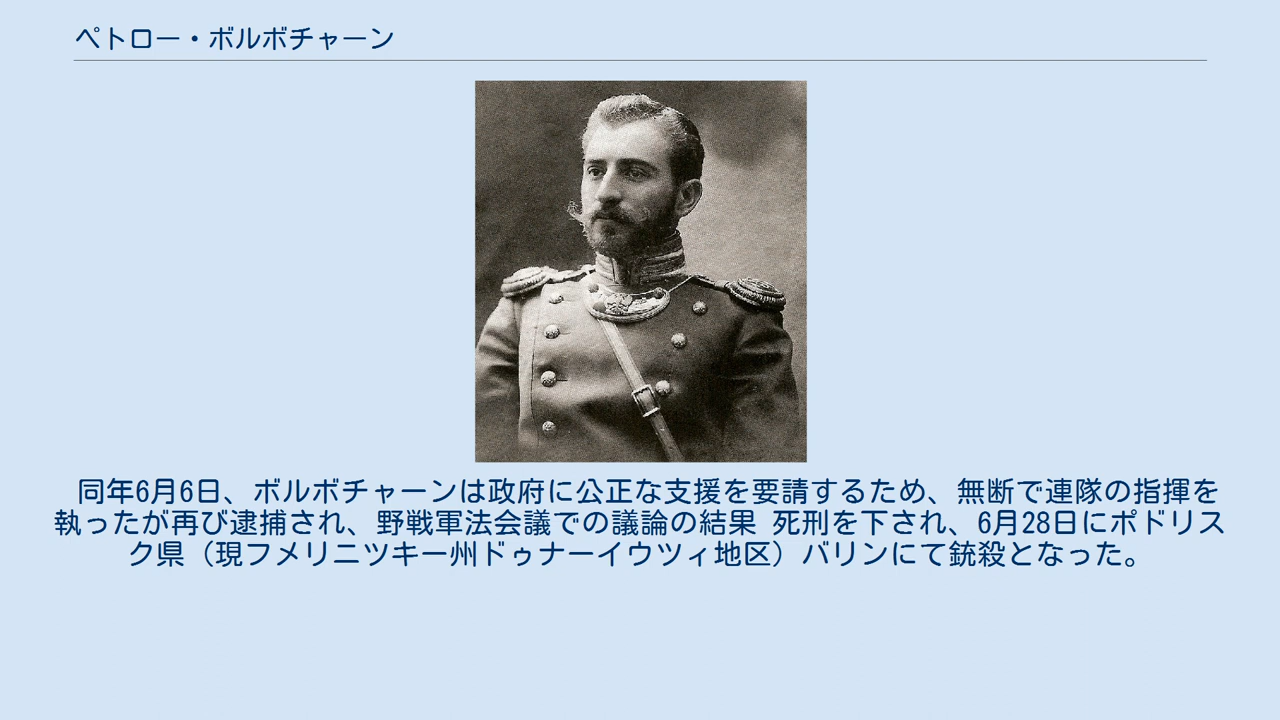 ペトロー・ボルボチャーン
同年6月6日、ボルボチャーンは政府に公正な支援を要請するため、無断で連隊の指揮を
執ったが再び逮捕され、野戦軍法会議での議論の結果 死刑を下され、6月28日にポドリス
ク県（現フメリニツキー州ドゥナーイウツィ地区）バリンにて銃殺となった。